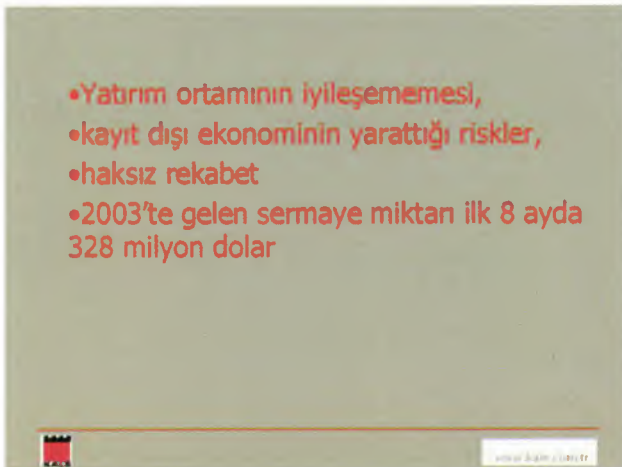 •Yatırım ortamının iyileşememesi,
•kayıt dışı ekonominin yarattığı riskler,
•haksız rekabet
•2003'te gelen sermaye miktarı ilk 8 ayda
328 milyon dolar